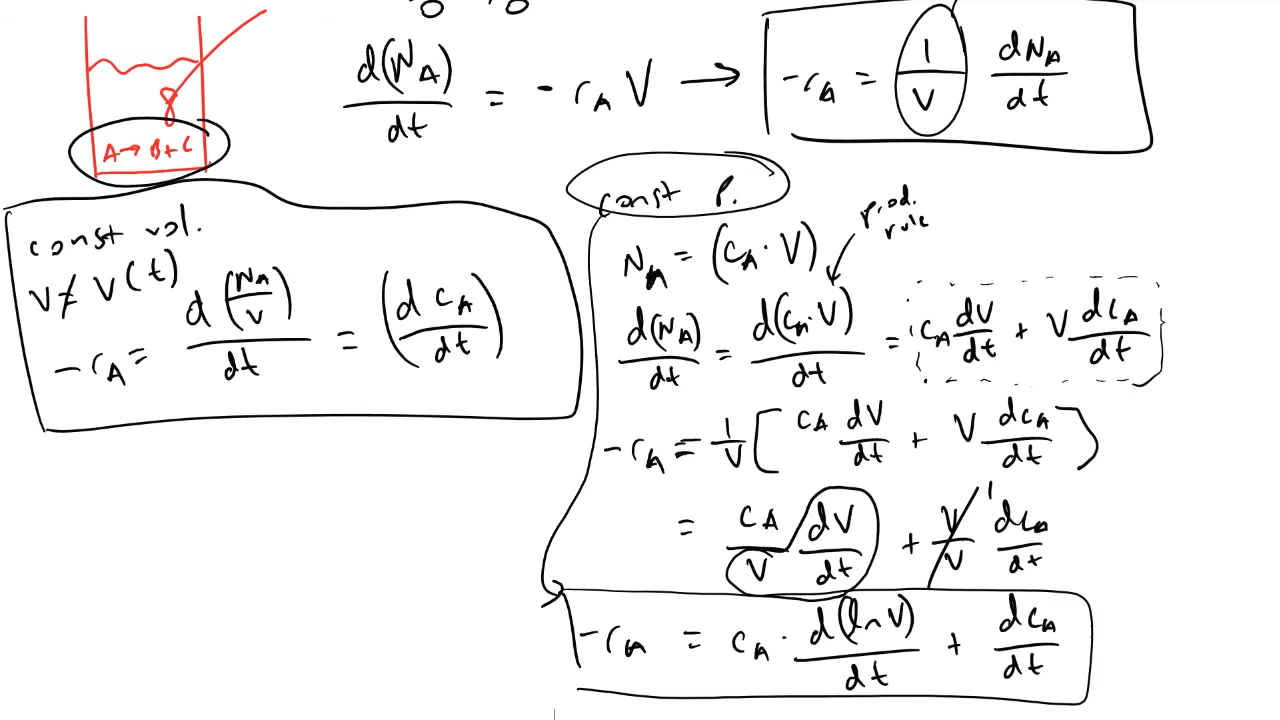 d(N_A)/dt = - r_A V → -r_A = 1/V dN_A/dt
A → B + C
const P.
prod. rule
const vol.
V ≠ V(t)
-r_A = d(N_A/V)/dt = (dC_A/dt)
N_A = (C_A · V)
d(N_A)/dt = d(C_A · V)/dt = C_A dV/dt + V dC_A/dt
-r_A = 1/V [C_A dV/dt + V dC_A/dt)
= C_A/V dV/dt + V/V 1 dC_A/dt
-r_A = C_A · d(ln V)/dt + dC_A/dt